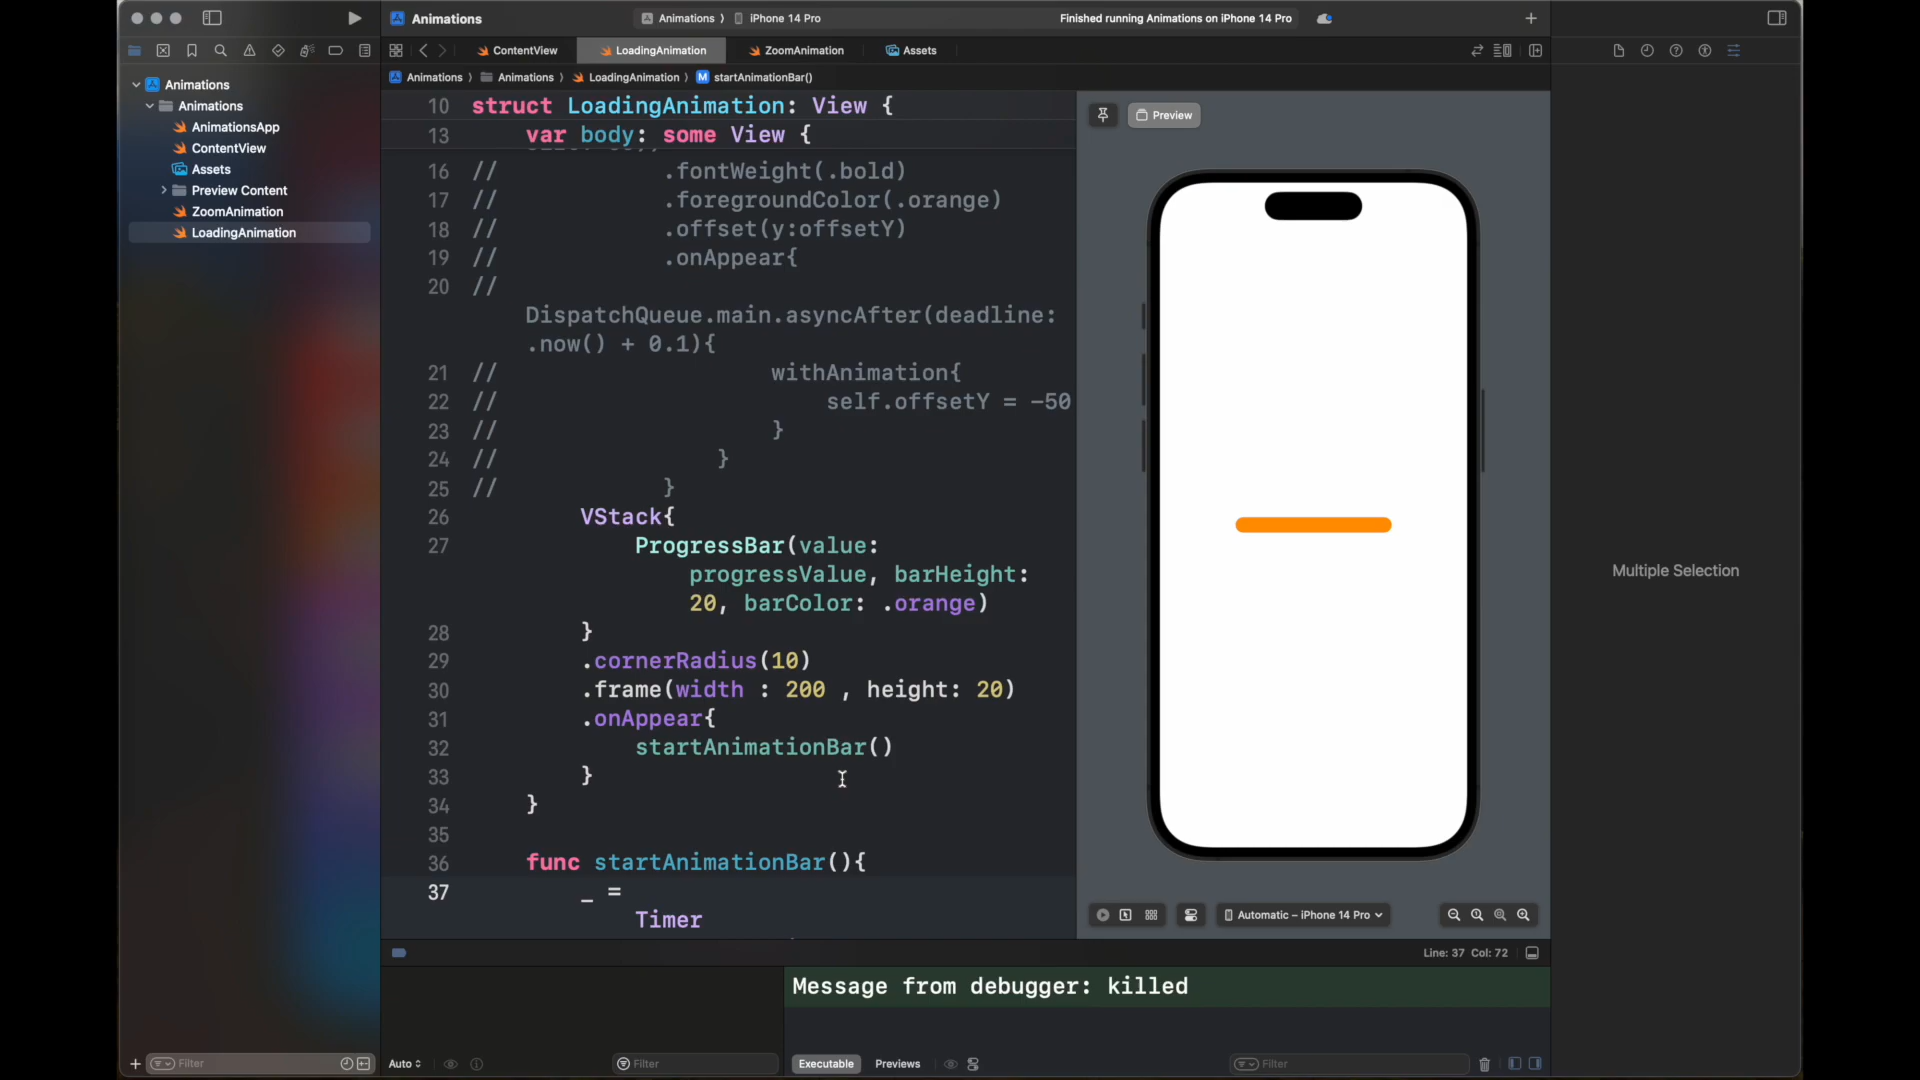 Animations
Animations
iPhone 14 Pro
Finished running Animations on iPhone 14 Pro
ContentView
LoadingAnimation
ZoomAnimation
Assets
Animations
Animations
LoadingAnimation
M startAnimationBar()
Animations
Animations
AnimationsApp
ContentView
Assets
Preview Content
ZoomAnimation
LoadingAnimation
10 struct LoadingAnimation: View {
13 var body: some View {
16 // .fontWeight(.bold)
17 // .foregroundColor(.orange)
18 // .offset(y:offsetY)
19 // .onAppear{
20 //
DispatchQueue.main.asyncAfter(deadline:
.now() + 0.1){
21 // withAnimation{
22 // self.offsetY = -50
23 // }
24 // }
25 // }
26 VStack{
27 ProgressBar(value:
progressValue, barHeight:
20, barColor: .orange)
28 }
29 .cornerRadius(10)
30 .frame(width : 200 , height: 20)
31 .onAppear{
32 startAnimationBar()
33 }
34 }
35
36 func startAnimationBar(){
37 _ =
Timer
Preview
Multiple Selection
Automatic – iPhone 14 Pro
Line: 37 Col: 72
Message from debugger: killed
Filter
Auto
Filter
Executable
Previews
Filter